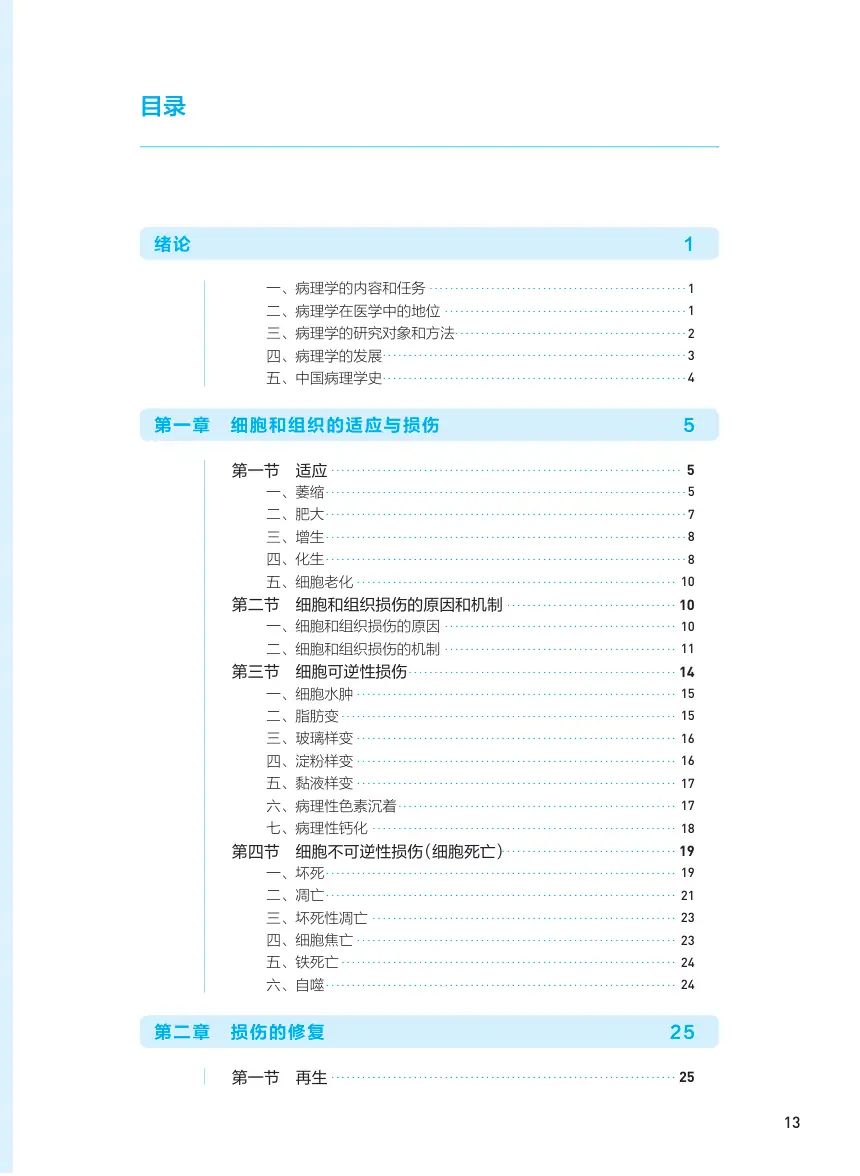 目录
绪论 1
一、病理学的内容和任务 1
二、病理学在医学中的地位 1
三、病理学的研究对象和方法 2
四、病理学的发展 3
五、中国病理学史 4
第一章 细胞和组织的适应与损伤 5
第一节 适应 5
一、萎缩 5
二、肥大 7
三、增生 8
四、化生 8
五、细胞老化 10
第二节 细胞和组织损伤的原因和机制 10
一、细胞和组织损伤的原因 10
二、细胞和组织损伤的机制 11
第三节 细胞可逆性损伤 14
一、细胞水肿 15
二、脂肪变 15
三、玻璃样变 16
四、淀粉样变 16
五、黏液样变 17
六、病理性色素沉着 17
七、病理性钙化 18
第四节 细胞不可逆性损伤(细胞死亡) 19
一、坏死 19
二、凋亡 21
三、坏死性凋亡 23
四、细胞焦亡 23
五、铁死亡 24
六、自噬 24
第二章 损伤的修复 25
第一节 再生 25
13